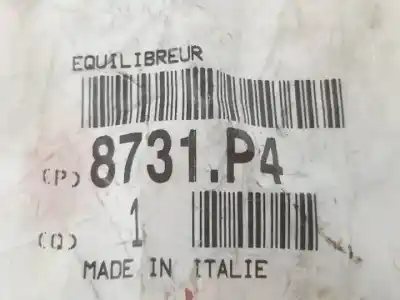 EQUILIBREUR
(P) 8731.P4
(Q) 1
MADE IN ITALIE